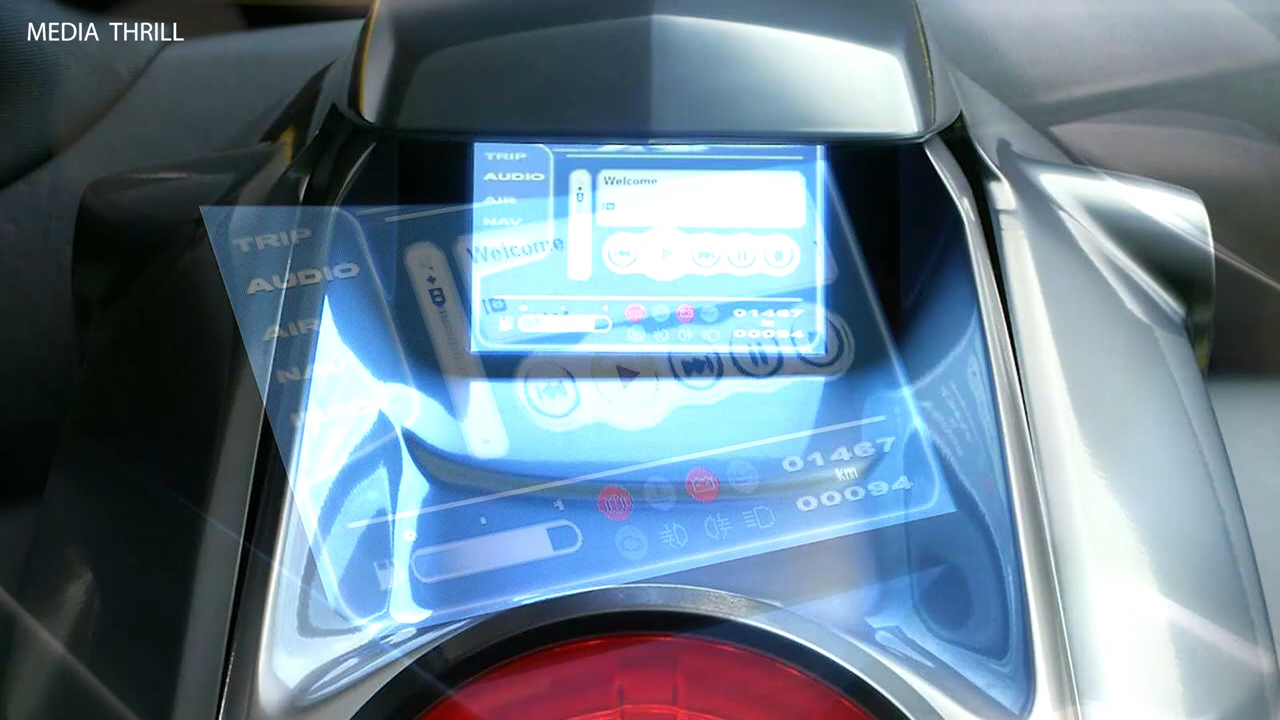 MEDIA THRILL
TRIP
AUDIO
AIR
NAV
Welcome
01467
00094
TRIP
AUDIO
AIR
NAV
Welcome
01467
km
00094